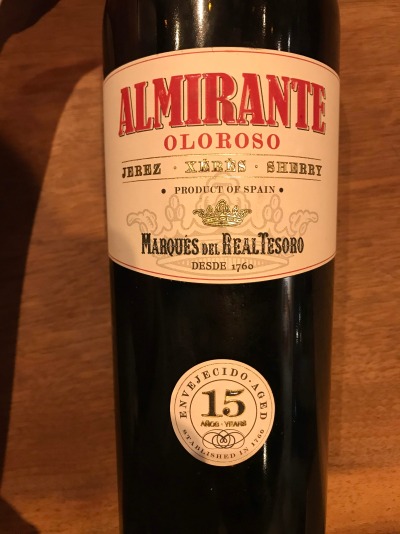 ALMIRANTE
OLOROSO
JEREZ · XÉRÈS · SHERRY
• PRODUCT OF SPAIN •
MARQUÉS DEL REAL TESORO
DESDE 1760
ENVEJECIDO · AGED
15
AÑOS · YEARS
ESTABLISHED IN 1760